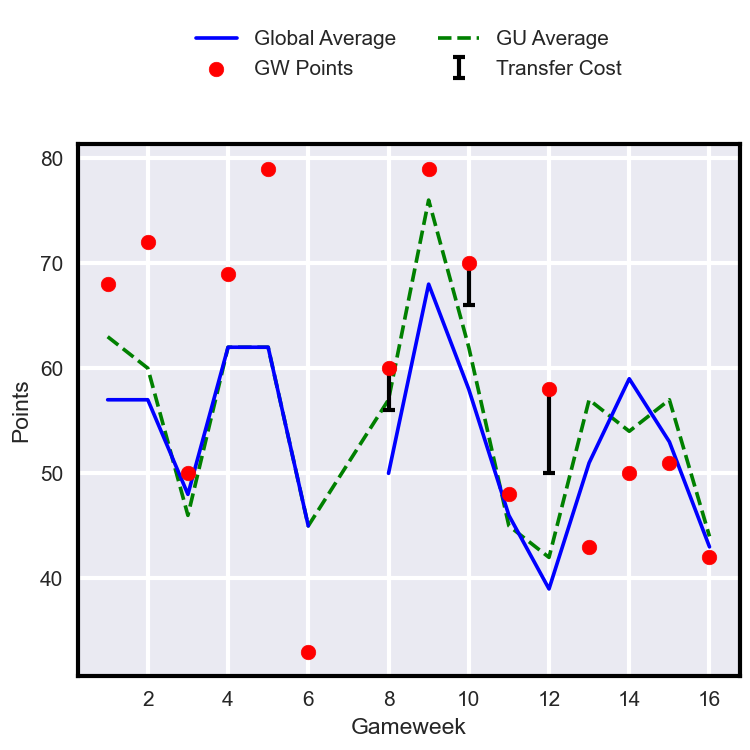 Global Average GU Average
GW Points Transfer Cost
80
70
60
50
40
Points
2 4 6 8 10 12 14 16
Gameweek